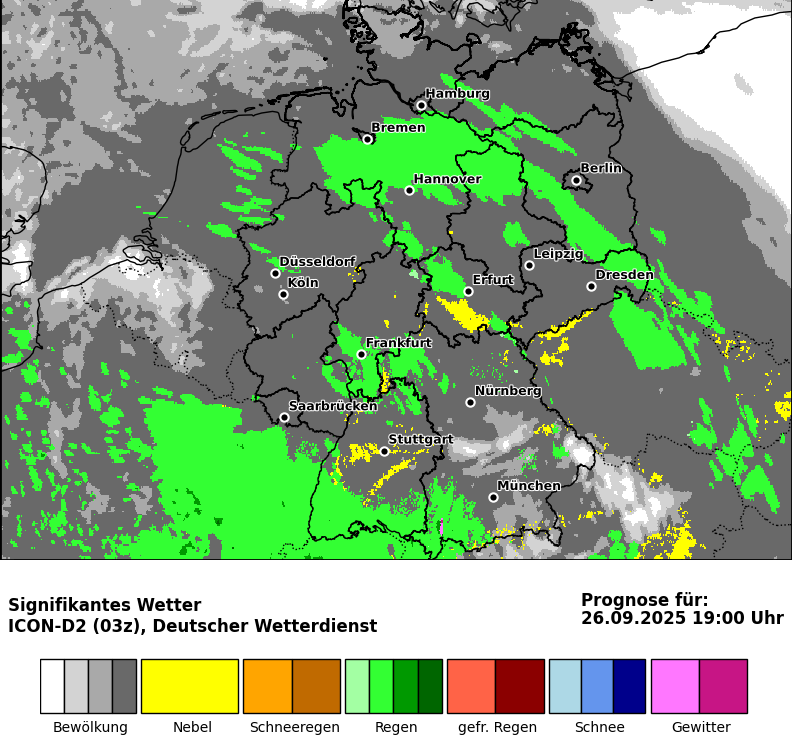 Hamburg
Bremen
Berlin
Hannover
Leipzig
Düsseldorf
Dresden
Erfurt
Köln
Frankfurt
Nürnberg
Saarbrücken
Stuttgart
München
Signifikantes Wetter
ICON-D2 (03z), Deutscher Wetterdienst
Prognose für:
26.09.2025 19:00 Uhr
Bewölkung
Nebel
Schneeregen
Regen
gefr. Regen
Schnee
Gewitter